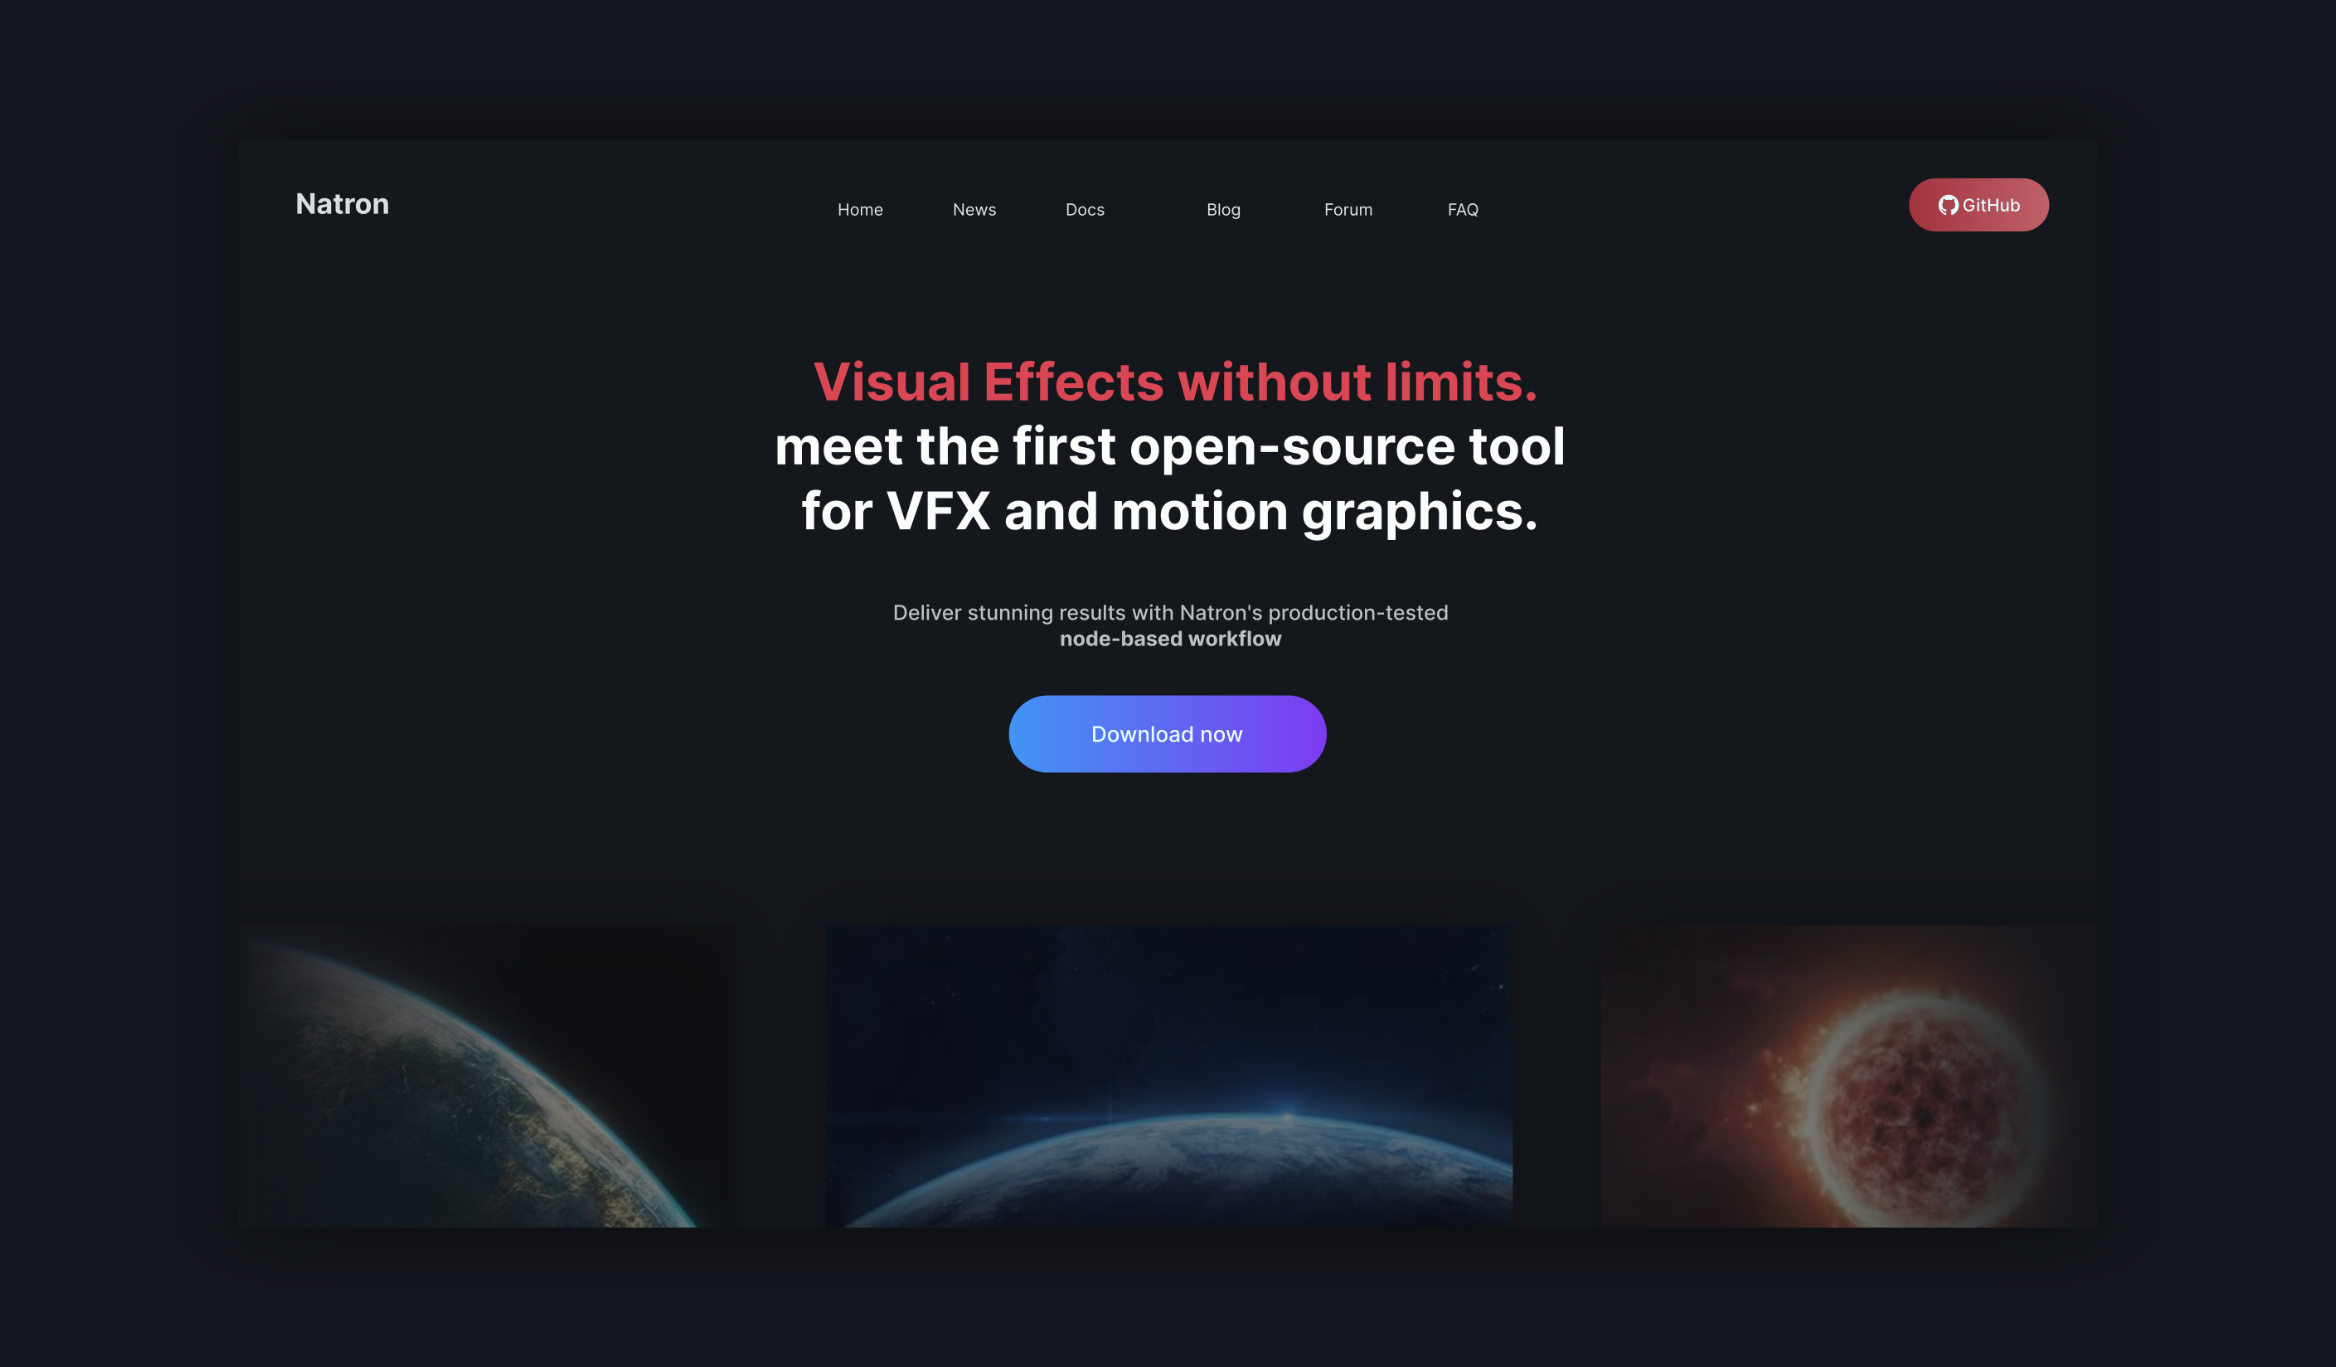 Natron
Home News Docs Blog Forum FAQ
GitHub
Visual Effects without limits.
meet the first open-source tool
for VFX and motion graphics.
Deliver stunning results with Natron's production-tested
node-based workflow
Download now